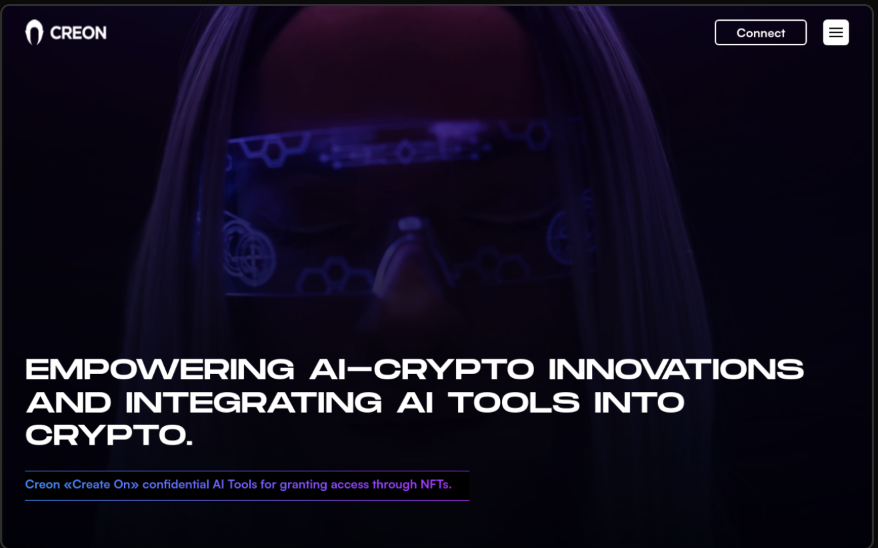 CREON
Connect
EMPOWERING AI–CRYPTO INNOVATIONS
AND INTEGRATING AI TOOLS INTO
CRYPTO.
Creon «Create On» confidential AI Tools for granting access through NFTs.